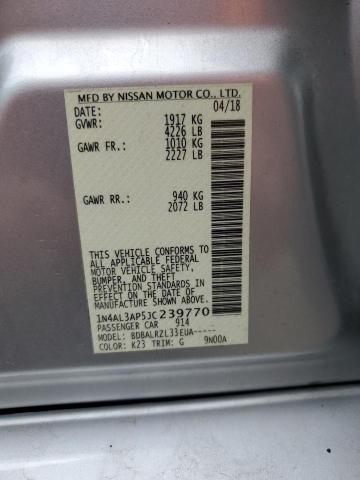 MFD BY NISSAN MOTOR CO., LTD.
DATE: 04/18
GVWR: 1917 KG
4226 LB
GAWR FR.: 1010 KG
2227 LB
GAWR RR.: 940 KG
2072 LB
THIS VEHICLE CONFORMS TO
ALL APPLICABLE FEDERAL
MOTOR VEHICLE SAFETY,
BUMPER, AND THEFT
PREVENTION STANDARDS
IN EFFECT ON THE DATE OF
MANUFACTURE SHOWN ABOVE.
1N4AL3AP5JC239770
PASSENGER CAR 914
MODEL: BDBALRZL33EUA-----
COLOR: K23 TRIM: G 9N00A